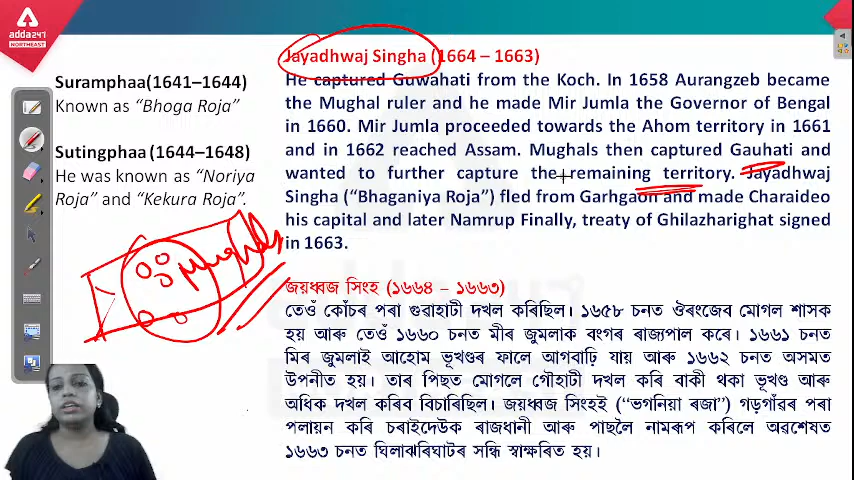 adda247
NORTHEAST
Suramphaa(1641–1644)
Known as “Bhoga Roja”
Sutingphaa (1644–1648)
He was known as “Noriya
Roja” and “Kekura Roja”.
Mughals
Jayadhwaj Singha (1664 – 1663)
He captured Guwahati from the Koch. In 1658 Aurangzeb became
the Mughal ruler and he made Mir Jumla the Governor of Bengal
in 1660. Mir Jumla proceeded towards the Ahom territory in 1661
and in 1662 reached Assam. Mughals then captured Gauhati and
wanted to further capture the remaining territory. Jayadhwaj
Singha (“Bhaganiya Roja”) fled from Garhgaon and made Charaideo
his capital and later Namrup Finally, treaty of Ghilazharighat signed
in 1663.
জয়ধ্বজ সিংহ (১৬৬৪ – ১৬৬৩)
তেওঁ কোঁচৰ পৰা গুৱাহাটী দখল কৰিছিল। ১৬৫৮ চনত ঔৰংজেব মোগল শাসক
হয় আৰু তেওঁ ১৬৬০ চনত মীৰ জুমলাক বংগৰ ৰাজ্যপাল কৰে। ১৬৬১ চনত
মিৰ জুমলাই আহোম ভূখণ্ডৰ ফালে আগবাঢ়ি যায় আৰু ১৬৬২ চনত অসমত
উপনীত হয়। তাৰ পিছত মোগলে গৌহাটী দখল কৰি বাকী থকা ভূখণ্ড আৰু
অধিক দখল কৰিব বিচাৰিছিল। জয়ধ্বজ সিংহই (“ভগনিয়া ৰজা”) গড়গাঁৱৰ পৰা
পলায়ন কৰি চৰাইদেউক ৰাজধানী আৰু পাছলৈ নামৰূপ কৰিলে অৱশেষত
১৬৬৩ চনত ঘিলাঝৰিঘাটৰ সন্ধি স্বাক্ষৰিত হয়।